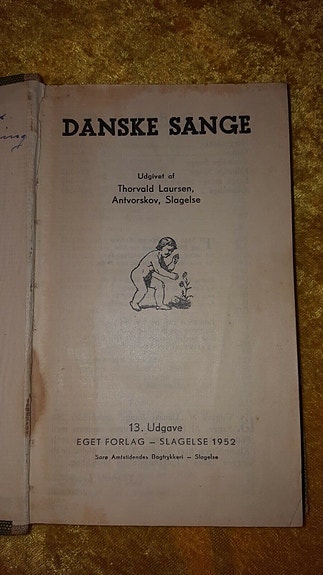 DANSKE SANGE
Udgivet af
Thorvald Laursen,
Antvorskov, Slagelse
13. Udgave
EGET FORLAG – SLAGELSE 1952
Sorø Amtstidendes Bogtrykkeri – Slagelse